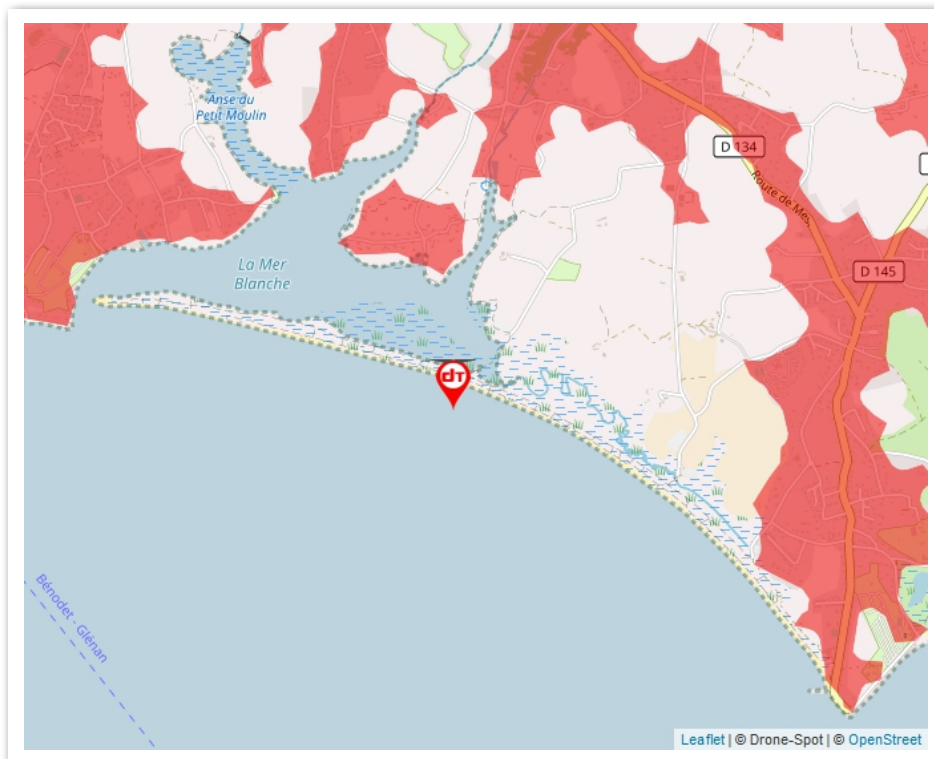 Anse du
Petit Moulin
D 134
Route de Mes
La Mer
Blanche
D 145
dT
Bénodet - Glénan
Leaflet | © Drone-Spot | © OpenStreet